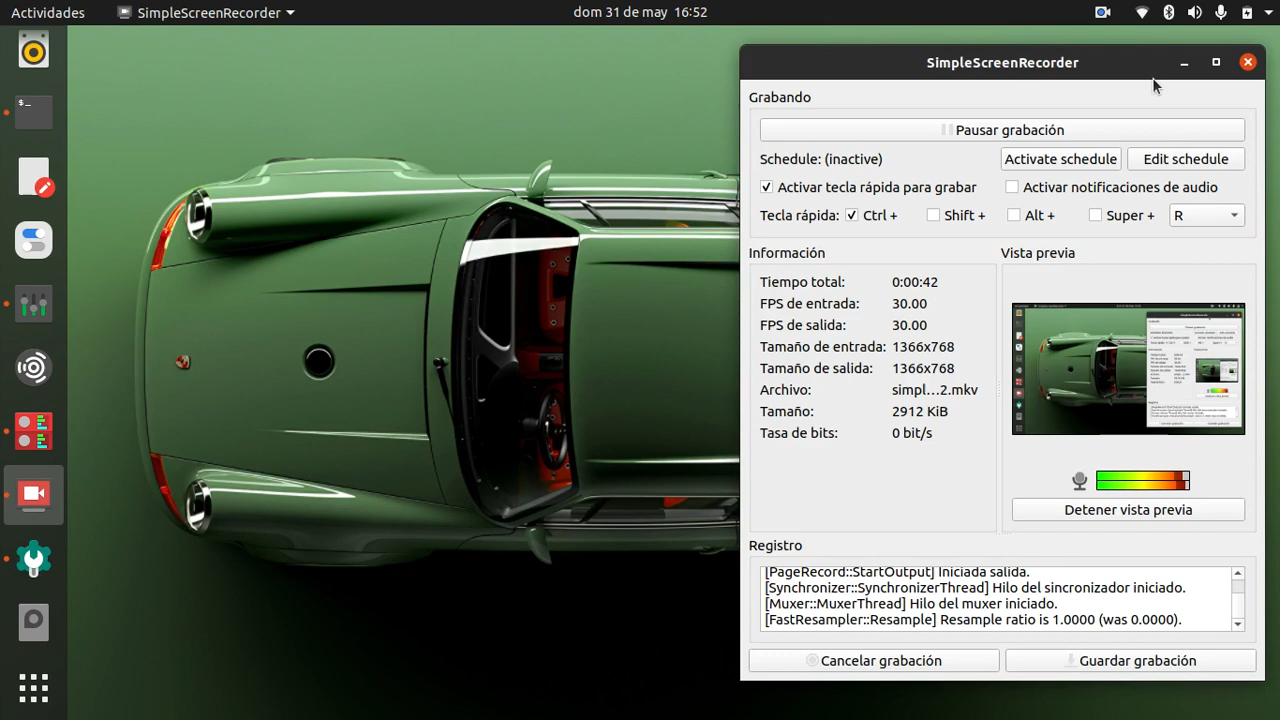 Actividades
SimpleScreenRecorder
dom 31 de may 16:52
SimpleScreenRecorder
Grabando
Pausar grabación
Schedule: (inactive)
Activate schedule
Edit schedule
Activar tecla rápida para grabar
Activar notificaciones de audio
Tecla rápida:
Ctrl +
Shift +
Alt +
Super +
R
Información
Tiempo total: 0:00:42
FPS de entrada: 30.00
FPS de salida: 30.00
Tamaño de entrada: 1366x768
Tamaño de salida: 1366x768
Archivo: simpl...2.mkv
Tamaño: 2912 KiB
Tasa de bits: 0 bit/s
Vista previa
Detener vista previa
Registro
[PageRecord::StartOutput] Iniciada salida.
[Synchronizer::SynchronizerThread] Hilo del sincronizador iniciado.
[Muxer::MuxerThread] Hilo del muxer iniciado.
[FastResampler::Resample] Resample ratio is 1.0000 (was 0.0000).
Cancelar grabación
Guardar grabación